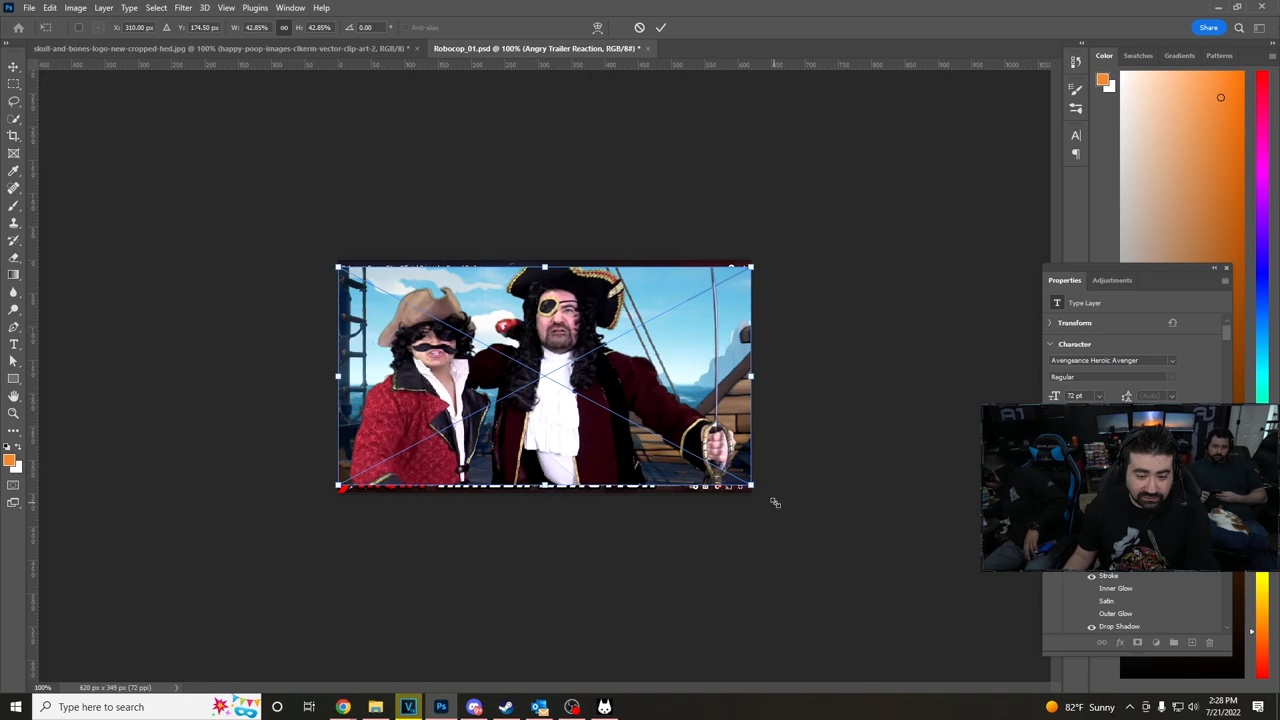 File Edit Image Layer Type Select Filter 3D View Plugins Window Help
X: 310.00 px Y: 174.50 px W: 42.85% H: 42.85% 0.00 ° Anti-alias Share
skull-and-bones-logo-new-cropped-hed.jpg @ 100% (happy-poop-images-clkerm-vector-clip-art-2, RGB/8) * × Robocop_01.psd @ 100% (Angry Trailer Reaction, RGB/8#) * ×
Color Swatches Gradients Patterns
Properties Adjustments
T Type Layer
Transform
Character
Avengeance Heroic Avenger
Regular
72 pt (Auto)
Stroke
Inner Glow
Satin
Outer Glow
Drop Shadow
fx
100% 620 px x 349 px (72 ppi)
Type here to search
82°F Sunny
2:28 PM
7/21/2022